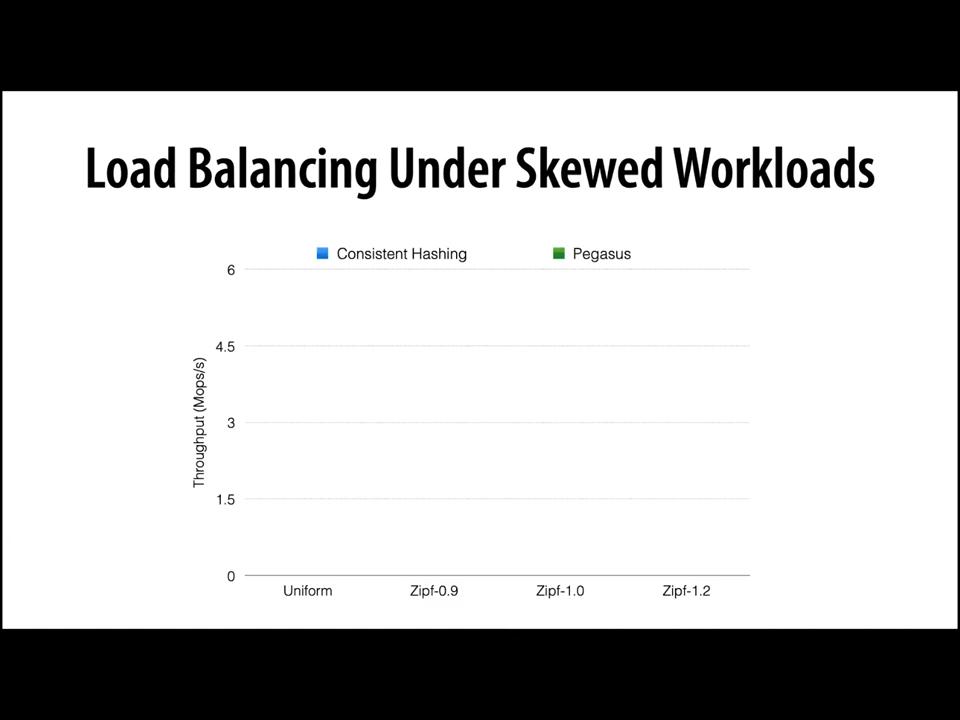 Load Balancing Under Skewed Workloads
Consistent Hashing
Pegasus
6
4.5
3
1.5
0
Throughput (Mops/s)
Uniform
Zipf-0.9
Zipf-1.0
Zipf-1.2